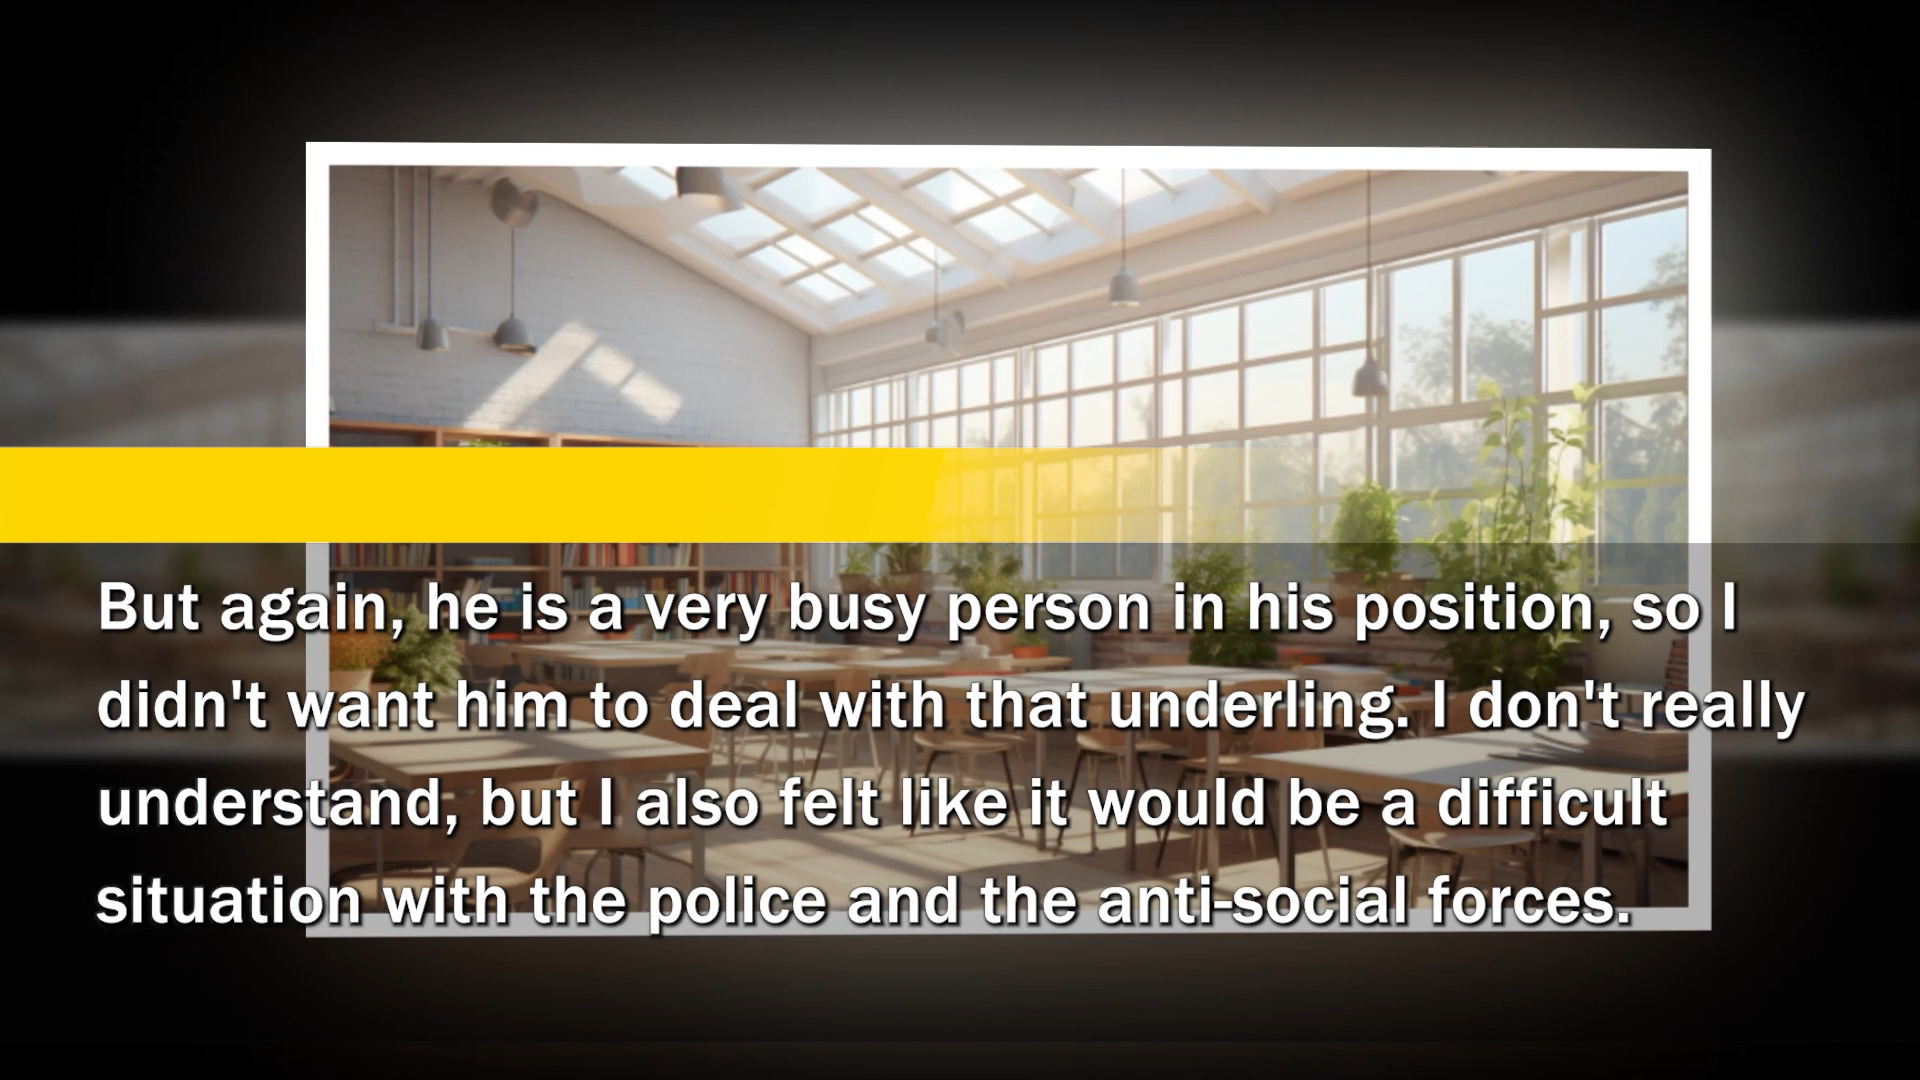 But again, he is a very busy person in his position, so I
didn't want him to deal with that underling. I don't really
understand, but I also felt like it would be a difficult
situation with the police and the anti-social forces.